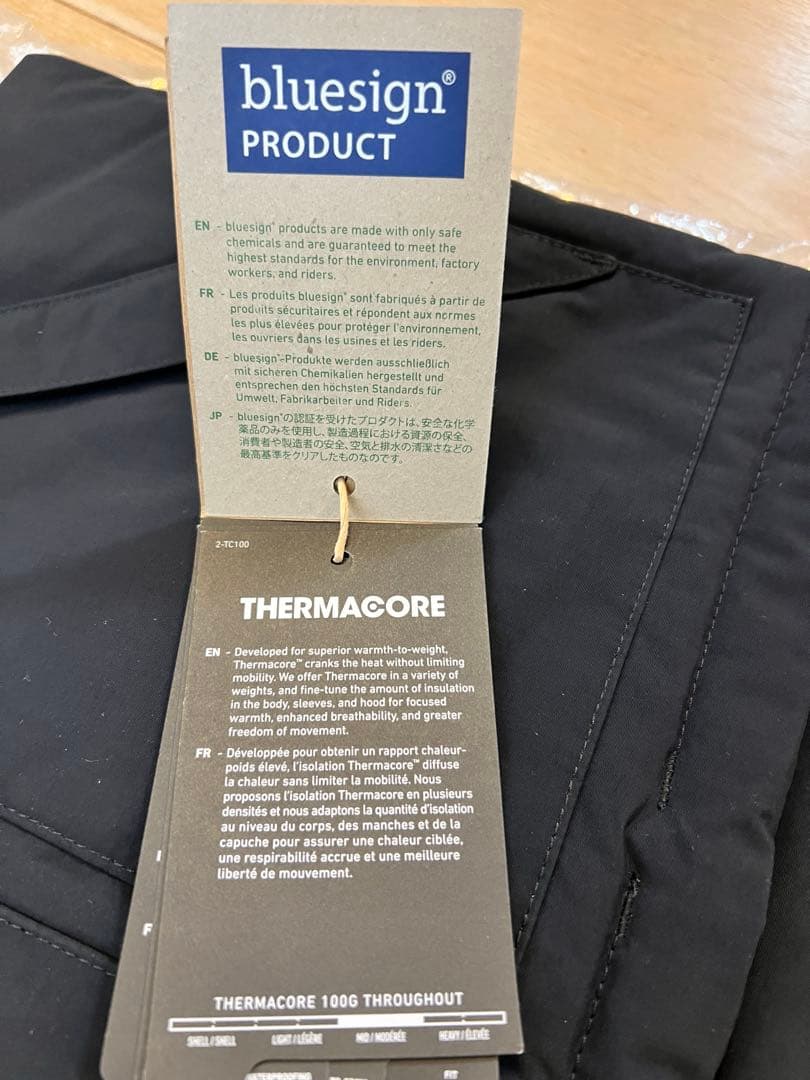 bluesign®
PRODUCT
EN - bluesign® products are made with only safe
chemicals and are guaranteed to meet the
highest standards for the environment, factory
workers, and riders.
FR - Les produits bluesign® sont fabriqués à partir de
produits sécuritaires et répondent aux normes
les plus élevées pour protéger l'environnement,
les ouvriers dans les usines et les riders.
DE - bluesign®-Produkte werden ausschließlich
mit sicheren Chemikalien hergestellt und
entsprechen den höchsten Standards für
Umwelt, Fabrikarbeiter und Riders.
JP - bluesign®の認証を受けたプロダクトは、安全な化学
薬品のみを使用し、製造過程における資源の保全、
消費者や製造者の安全、空気と排水の清潔さなどの
最高基準をクリアしたものなのです。
2-TC100
THERMACORE
EN - Developed for superior warmth-to-weight,
Thermacore™ cranks the heat without limiting
mobility. We offer Thermacore in a variety of
weights, and fine-tune the amount of insulation
in the body, sleeves, and hood for focused
warmth, enhanced breathability, and greater
freedom of movement.
FR - Développée pour obtenir un rapport chaleur-
poids élevé, l'isolation Thermacore™ diffuse
la chaleur sans limiter la mobilité. Nous
proposons l'isolation Thermacore en plusieurs
densités et nous adaptons la quantité d'isolation
au niveau du corps, des manches et de la
capuche pour assurer une chaleur ciblée,
une respirabilité accrue et une meilleure
liberté de mouvement.
THERMACORE 100G THROUGHOUT
SHELL / SHELL LIGHT / LÉGÈRE MID / MODÉRÉE HEAVY / ÉLEVÉE
WATERPROOFING
FIT